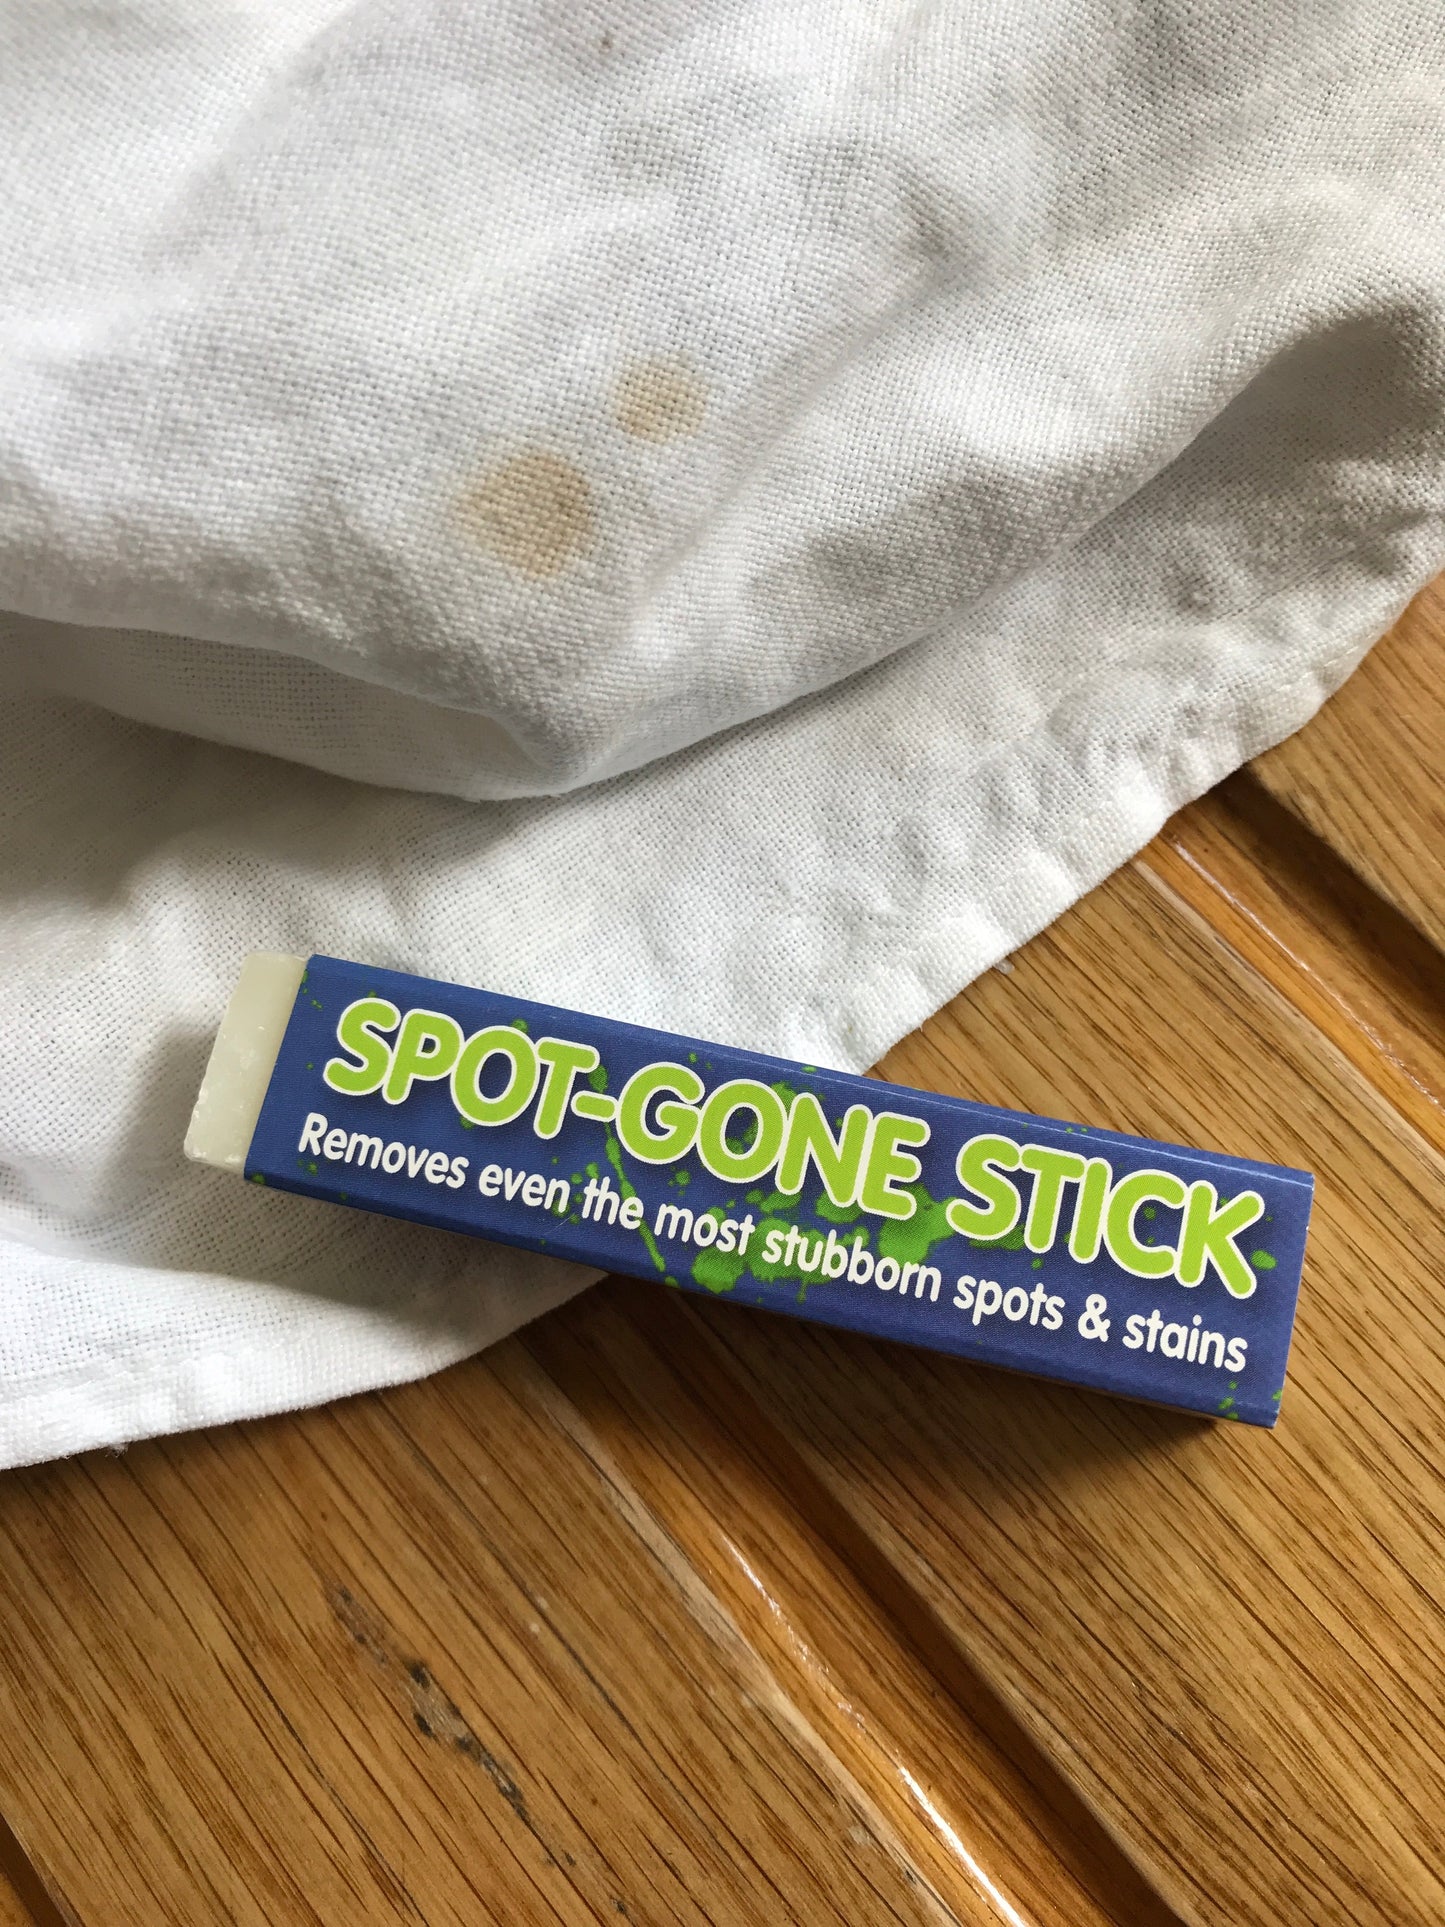 SPOT-GONE STICK
Removes even the most stubborn spots & stains